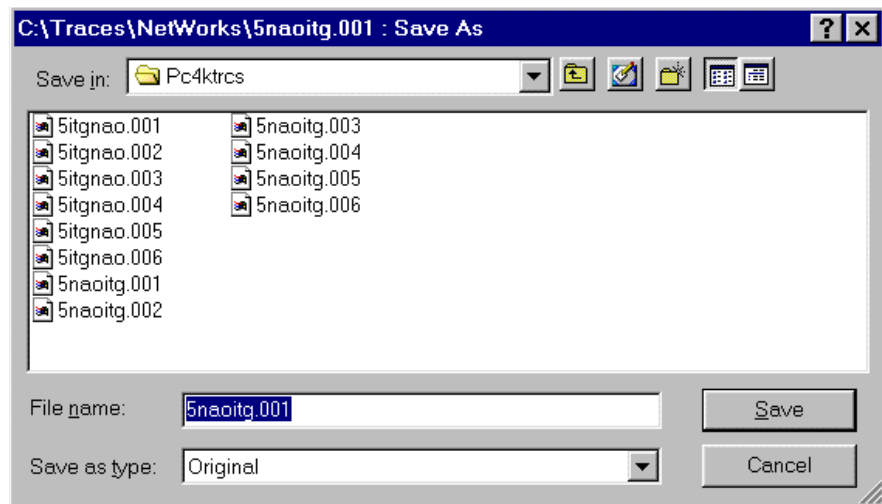 C:\Traces\NetWorks\5naoitg.001 : Save As
Save in: Pc4ktrcs
5itgnao.001
5itgnao.002
5itgnao.003
5itgnao.004
5itgnao.005
5itgnao.006
5naoitg.001
5naoitg.002
5naoitg.003
5naoitg.004
5naoitg.005
5naoitg.006
File name: 5naoitg.001
Save
Save as type: Original
Cancel